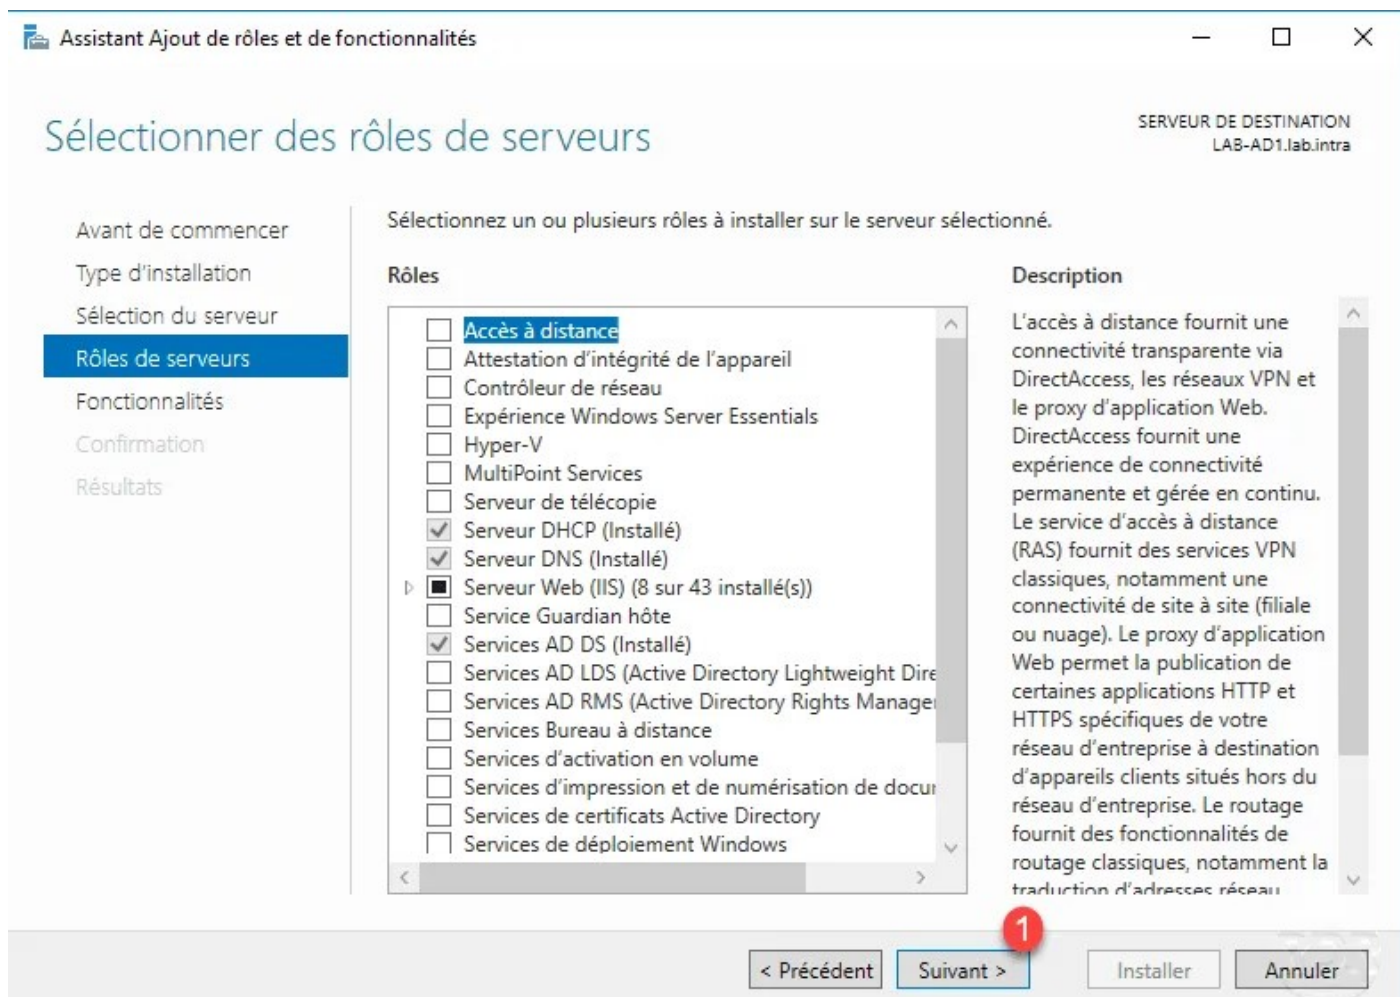 Assistant Ajout de rôles et de fonctionnalités
Sélectionner des rôles de serveurs
SERVEUR DE DESTINATION
LAB-AD1.lab.intra
Avant de commencer
Type d'installation
Sélection du serveur
Rôles de serveurs
Fonctionnalités
Confirmation
Résultats
Sélectionnez un ou plusieurs rôles à installer sur le serveur sélectionné.
Rôles
Accès à distance
Attestation d'intégrité de l'appareil
Contrôleur de réseau
Expérience Windows Server Essentials
Hyper-V
MultiPoint Services
Serveur de télécopie
Serveur DHCP (Installé)
Serveur DNS (Installé)
Serveur Web (IIS) (8 sur 43 installé(s))
Service Guardian hôte
Services AD DS (Installé)
Services AD LDS (Active Directory Lightweight Dire
Services AD RMS (Active Directory Rights Manage
Services Bureau à distance
Services d'activation en volume
Services d'impression et de numérisation de docu
Services de certificats Active Directory
Services de déploiement Windows
Description
L'accès à distance fournit une
connectivité transparente via
DirectAccess, les réseaux VPN et
le proxy d'application Web.
DirectAccess fournit une
expérience de connectivité
permanente et gérée en continu.
Le service d'accès à distance
(RAS) fournit des services VPN
classiques, notamment une
connectivité de site à site (filiale
ou nuage). Le proxy d'application
Web permet la publication de
certaines applications HTTP et
HTTPS spécifiques de votre
réseau d'entreprise à destination
d'appareils clients situés hors du
réseau d'entreprise. Le routage
fournit des fonctionnalités de
routage classiques, notamment la
traduction d'adresses réseau
1
< Précédent
Suivant >
Installer
Annuler